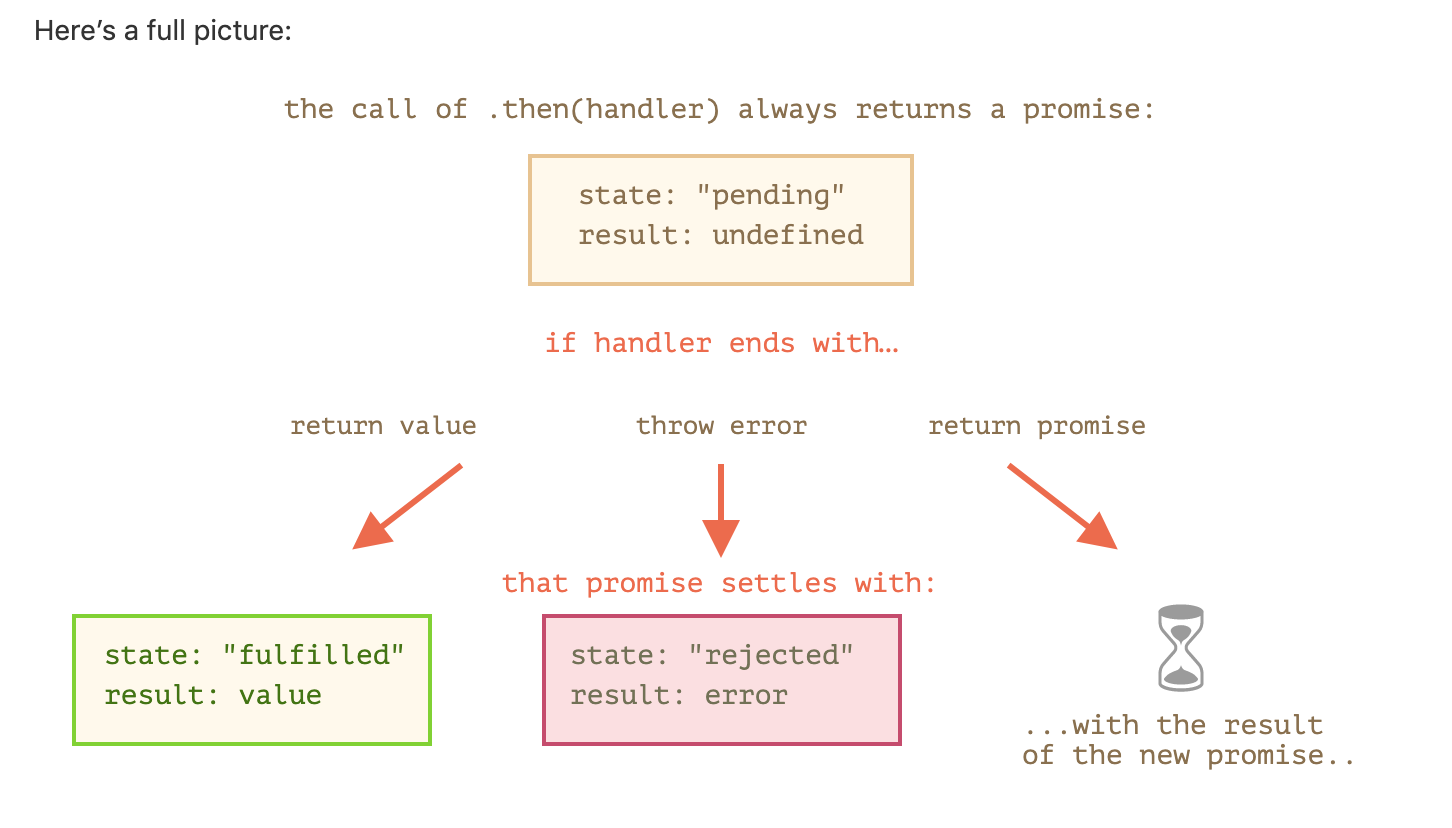 Here’s a full picture:
the call of .then(handler) always returns a promise:
state: "pending"
result: undefined
if handler ends with…
return value
throw error
return promise
that promise settles with:
state: "fulfilled"
result: value
state: "rejected"
result: error
...with the result
of the new promise..